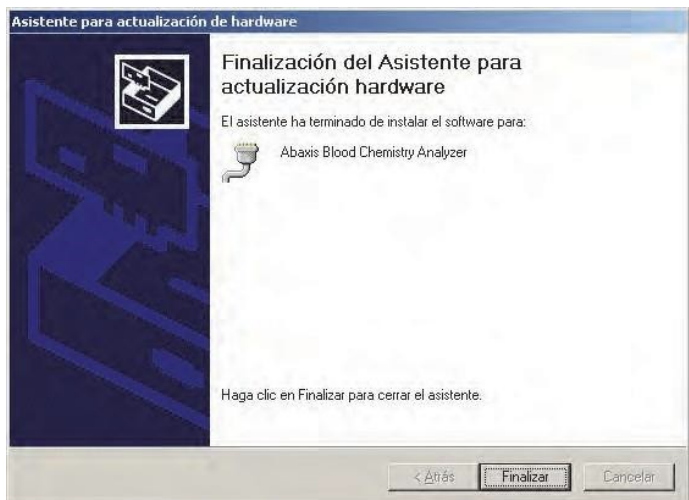 Asistente para actualización de hardware
Finalización del Asistente para
actualización hardware
El asistente ha terminado de instalar el software para:
Abaxis Blood Chemistry Analyzer
Haga clic en Finalizar para cerrar el asistente.
< Atrás
Finalizar
Cancelar